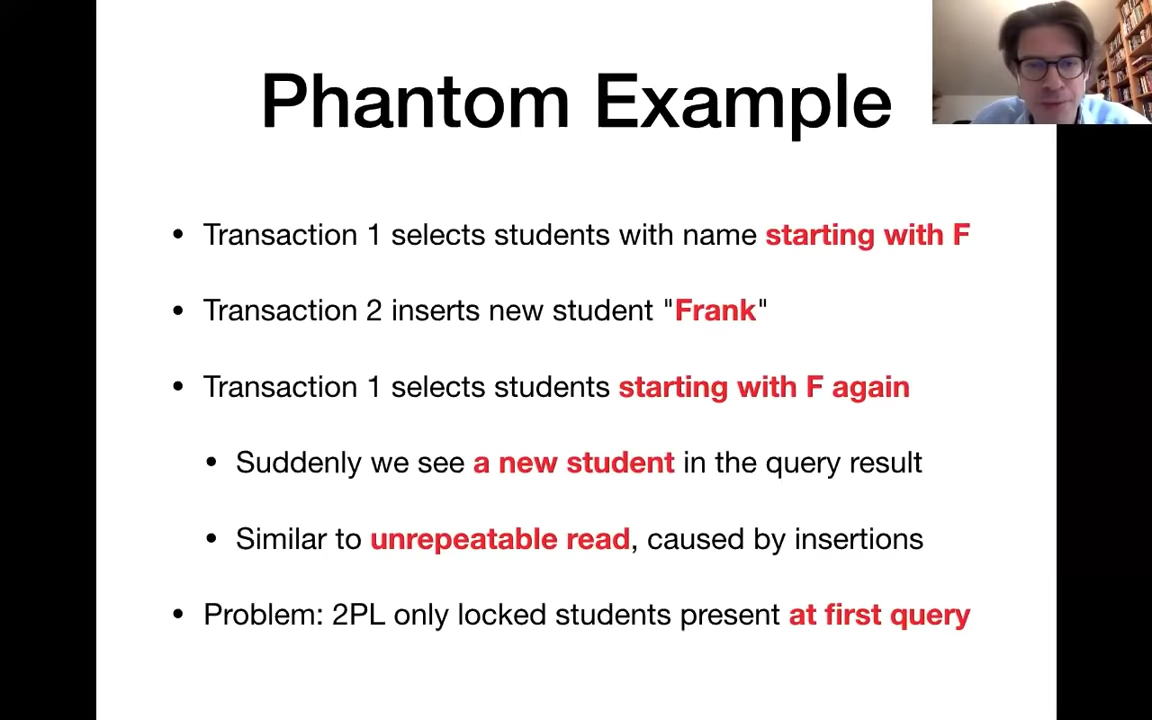 Phantom Example
• Transaction 1 selects students with name starting with F
• Transaction 2 inserts new student "Frank"
• Transaction 1 selects students starting with F again
• Suddenly we see a new student in the query result
• Similar to unrepeatable read, caused by insertions
• Problem: 2PL only locked students present at first query